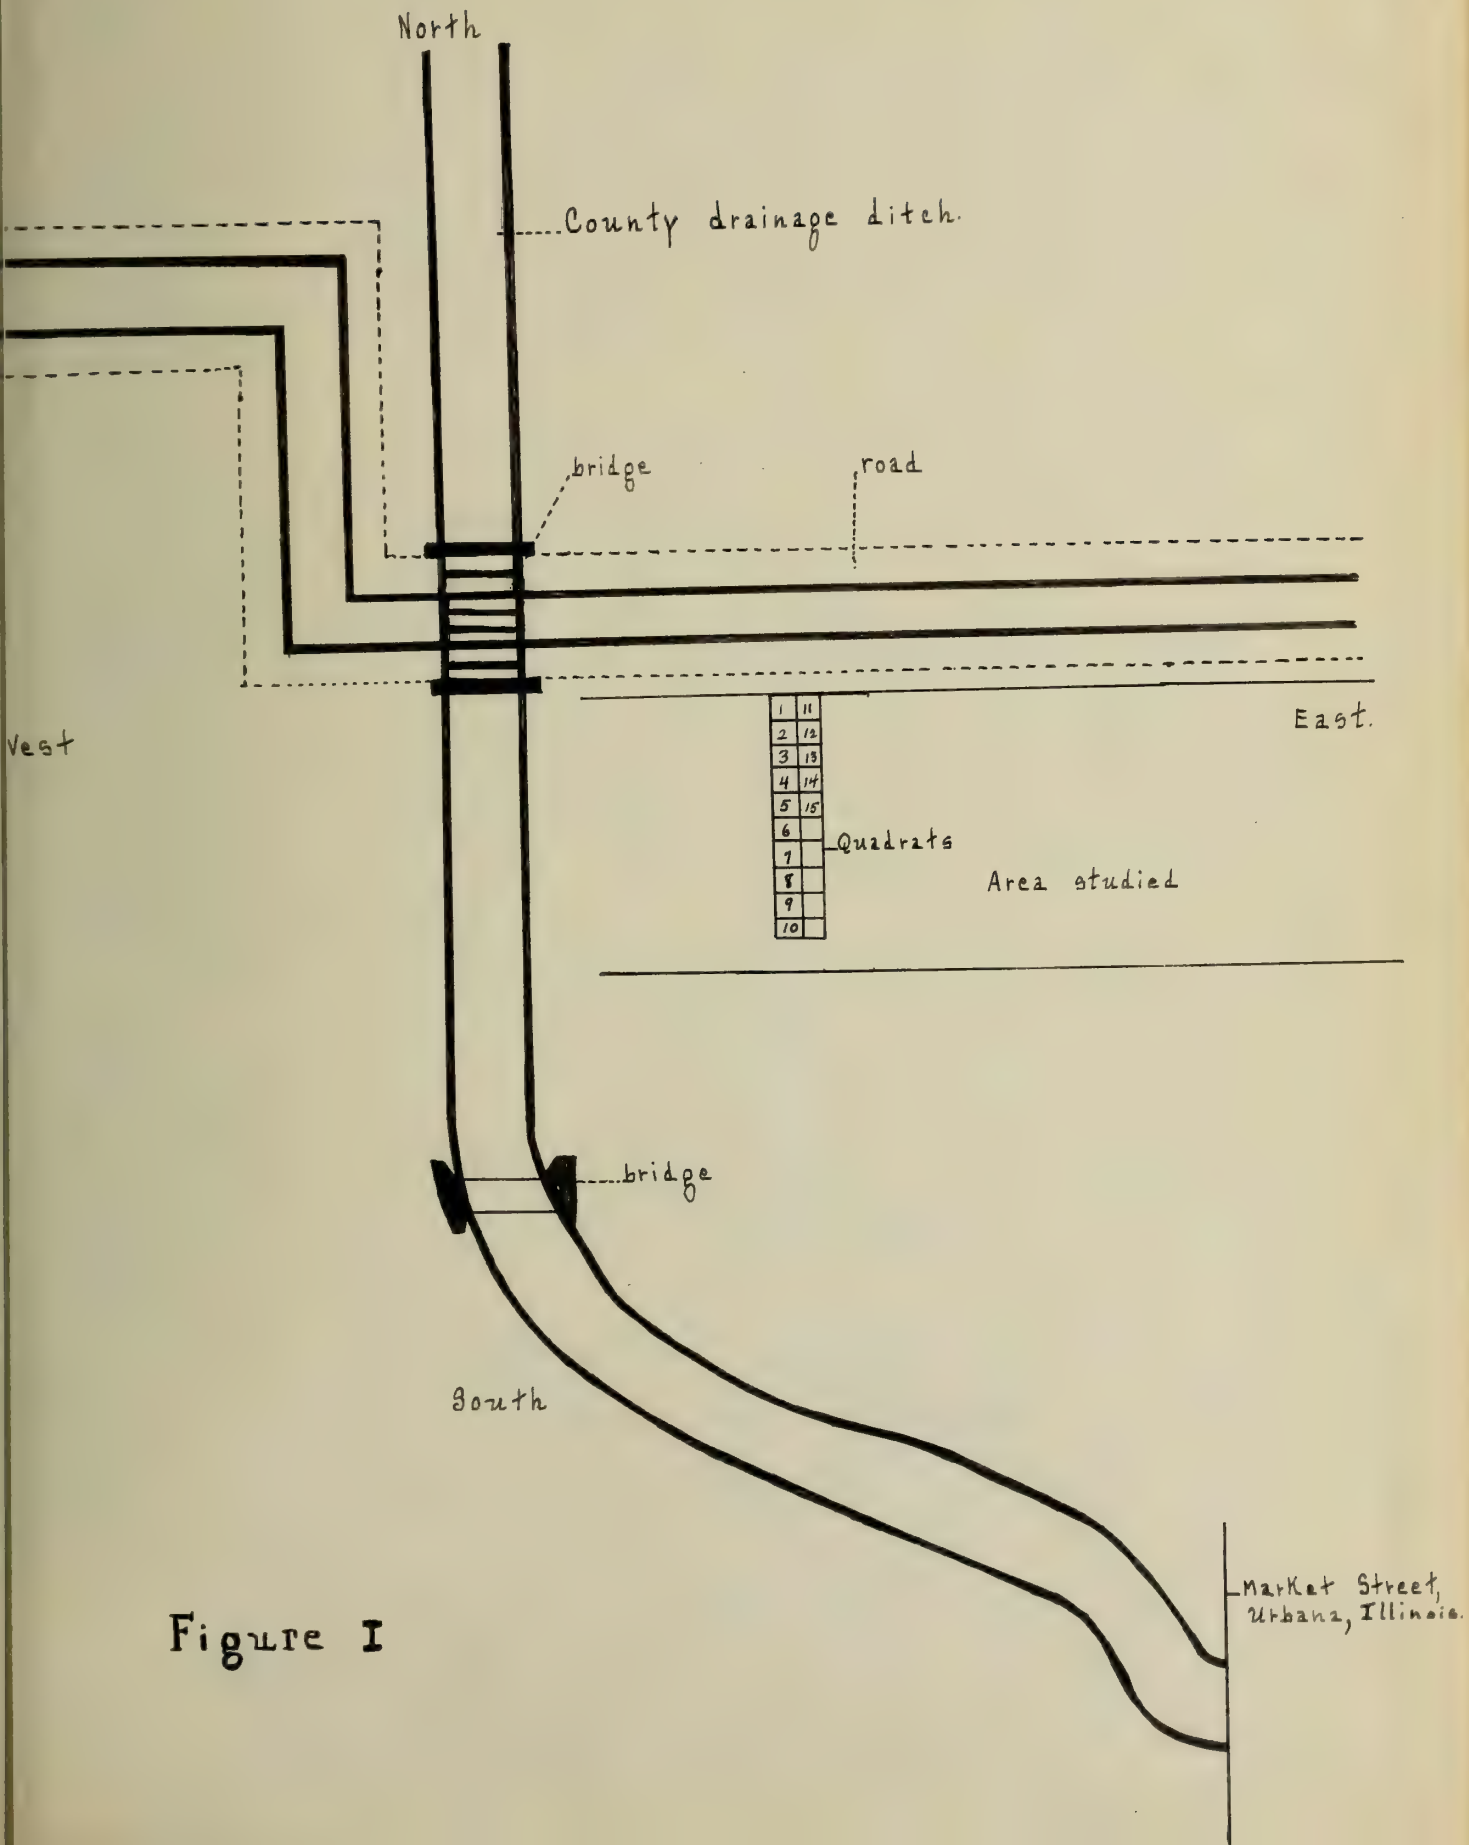 North
County drainage ditch.
bridge
road
West
East.
1 11
2 12
3 13
4 14
5 15
6
7
8
9
10
Quadrats
Area studied
bridge
South
Market Street,
Urbana, Illinois.
Figure I